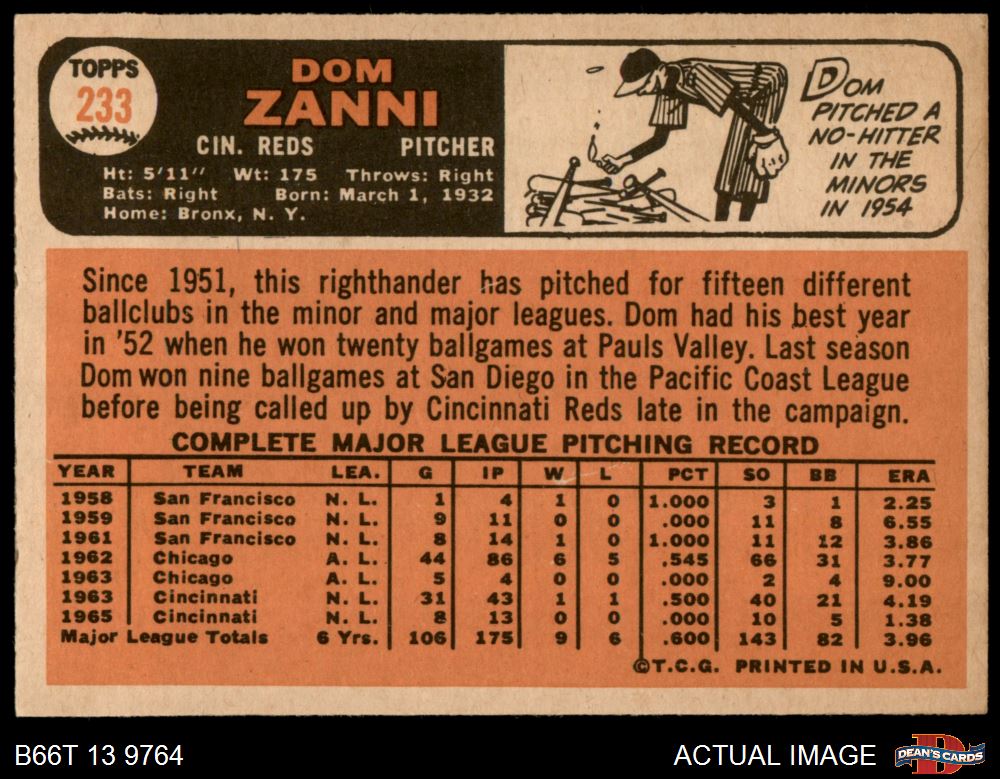 TOPPS
233
DOM
ZANNI
CIN. REDS PITCHER
Ht: 5'11" Wt: 175 Throws: Right
Bats: Right Born: March 1, 1932
Home: Bronx, N. Y.
DOM
PITCHED A
NO-HITTER
IN THE
MINORS
IN 1954
Since 1951, this righthander has pitched for fifteen different
ballclubs in the minor and major leagues. Dom had his best year
in '52 when he won twenty ballgames at Pauls Valley. Last season
Dom won nine ballgames at San Diego in the Pacific Coast League
before being called up by Cincinnati Reds late in the campaign.
COMPLETE MAJOR LEAGUE PITCHING RECORD
YEAR TEAM LEA. G IP W L PCT SO BB ERA
1958 San Francisco N. L. 1 4 1 0 1.000 3 1 2.25
1959 San Francisco N. L. 9 11 0 0 .000 11 8 6.55
1961 San Francisco N. L. 8 14 1 0 1.000 11 12 3.86
1962 Chicago A. L. 44 86 6 5 .545 66 31 3.77
1963 Chicago A. L. 5 4 0 0 .000 2 4 9.00
1963 Cincinnati N. L. 31 43 1 1 .500 40 21 4.19
1965 Cincinnati N. L. 8 13 0 0 .000 10 5 1.38
Major League Totals 6 Yrs. 106 175 9 6 .600 143 82 3.96
©T.C.G. PRINTED IN U.S.A.
B66T 13 9764 ACTUAL IMAGE DEAN'S CARDS